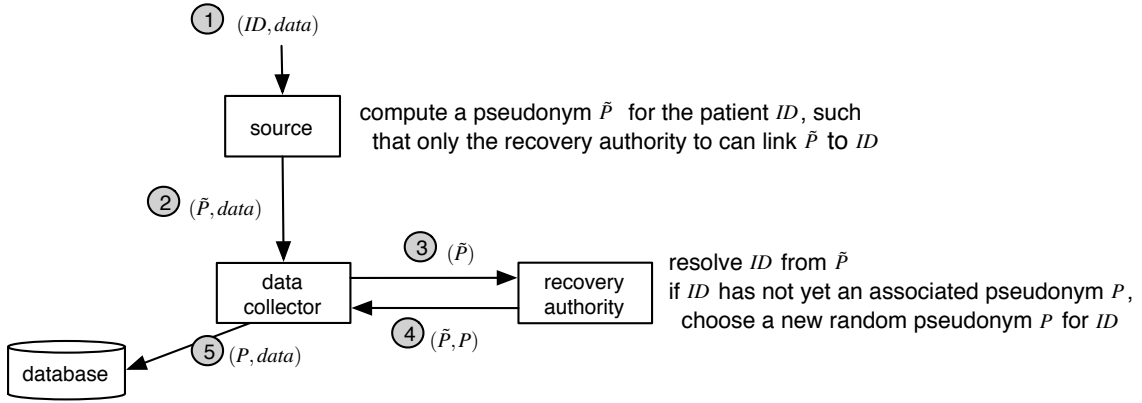 1 (ID, data)
source
compute a pseudonym P̃ for the patient ID, such
that only the recovery authority to can link P̃ to ID
2 (P̃, data)
3 (P̃)
data
collector
recovery
authority
resolve ID from P̃
if ID has not yet an associated pseudonym P,
choose a new random pseudonym P for ID
4 (P̃, P)
5 (P, data)
database